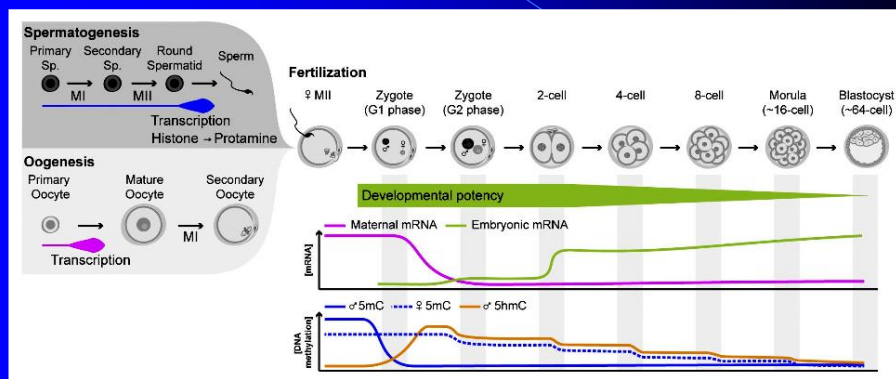 Spermatogenesis
Primary Sp.
Secondary Sp.
Round Spermatid
Sperm
MI
MII
Transcription
Histone → Protamine
Oogenesis
Primary Oocyte
Mature Oocyte
Secondary Oocyte
MI
Transcription
Fertilization
♀ MII
Zygote (G1 phase)
Zygote (G2 phase)
2-cell
4-cell
8-cell
Morula (~16-cell)
Blastocyst (~64-cell)
♂
♀
♂
♀
Developmental potency
Maternal mRNA
Embryonic mRNA
[mRNA]
♂ 5mC
♀ 5mC
♂ 5hmC
[DNA methylation]